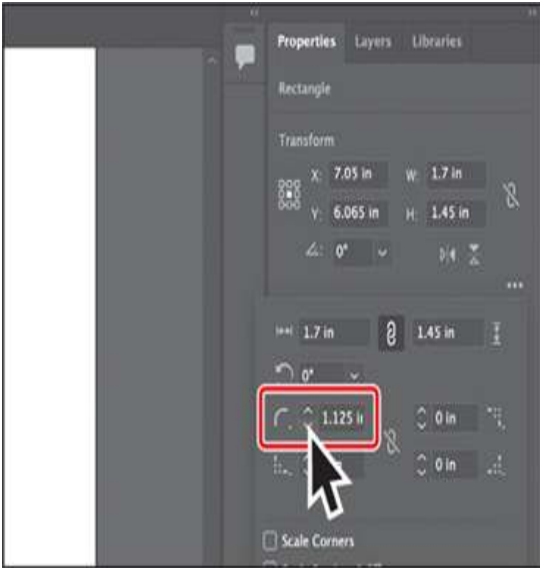 Properties Layers Libraries
Rectangle
Transform
X: 7.05 in W: 1.7 in
Y: 6.065 in H: 1.45 in
0°
1.7 in 1.45 in
0°
1.125 i
0 in
0 in
Scale Corners